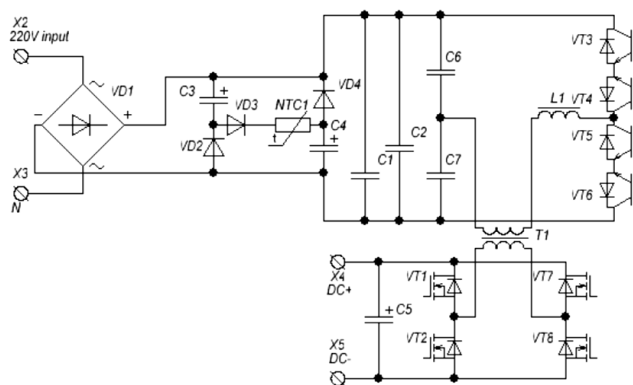 X2
220V input
VD1
~
-
+
~
X3
N
C3
+
VD3
NTC1
t
VD2
VD4
C4
+
C1
C2
C6
C7
L1
VT3
VT4
VT5
VT6
T1
X4
DC+
X5
DC-
+
C5
VT1
VT2
VT7
VT8